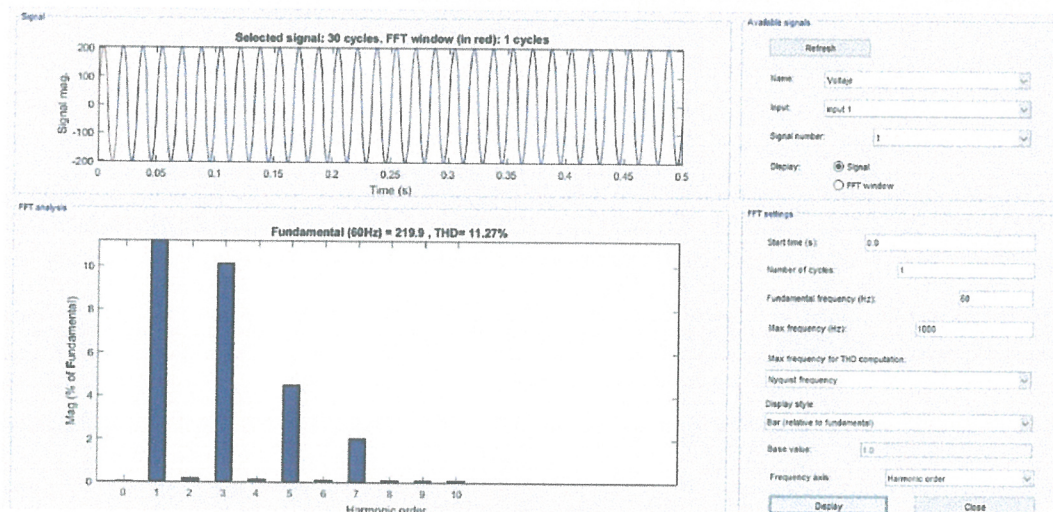 Signal
Selected signal: 30 cycles. FFT window (in red): 1 cycles
Signal mag.
200
100
0
-100
-200
0 0.05 0.1 0.15 0.2 0.25 0.3 0.35 0.4 0.45 0.5
Time (s)
FFT analysis
Fundamental (60Hz) = 219.9 , THD= 11.27%
Mag (% of Fundamental)
10
8
6
4
2
0
0 1 2 3 4 5 6 7 8 9 10
Harmonic order
Available signals
Refresh
Name: Voltaje
Input: input 1
Signal number: 1
Display: Signal
FFT window
FFT settings
Start time (s): 0.0
Number of cycles: 1
Fundamental frequency (Hz): 60
Max frequency (Hz): 1000
Max frequency for THD computation:
Nyquist frequency
Display style
Bar (relative to fundamental)
Base value: 1.0
Frequency axis Harmonic order
Display Close